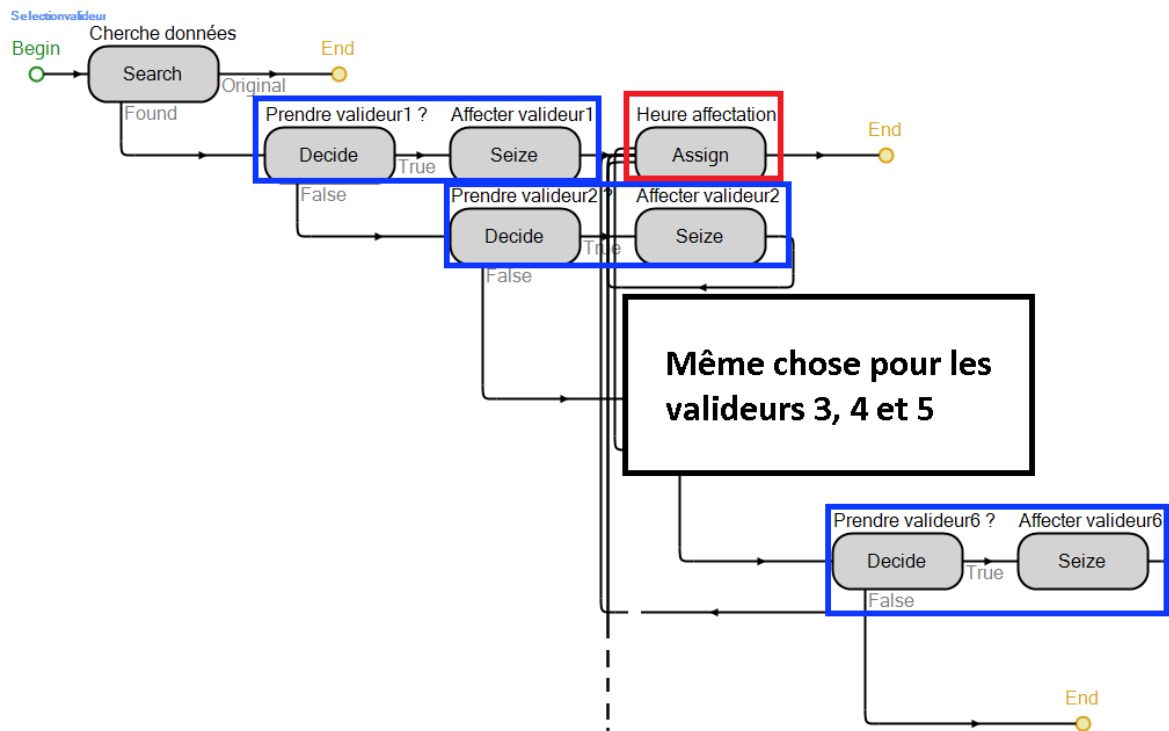 Selectionvalideur
Cherche données
Begin
End
Search
Original
Found
Prendre valideur1 ?
Affecter valideur1
Heure affectation
End
Decide
Seize
Assign
True
False
Prendre valideur2 ?
Affecter valideur2
Decide
Seize
True
False
Même chose pour les
valideurs 3, 4 et 5
Prendre valideur6 ?
Affecter valideur6
Decide
Seize
True
False
End